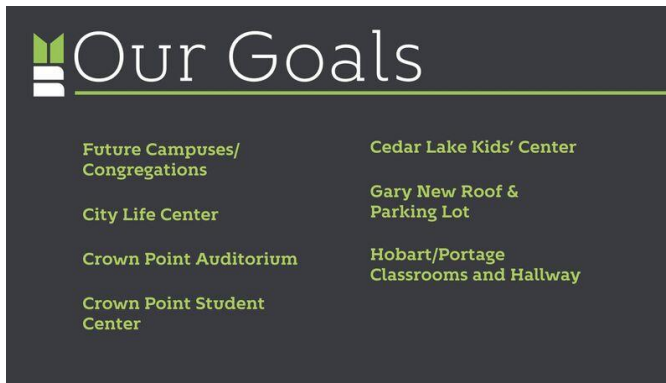 Our Goals
Future Campuses/
Congregations
City Life Center
Crown Point Auditorium
Crown Point Student
Center
Cedar Lake Kids' Center
Gary New Roof &
Parking Lot
Hobart/Portage
Classrooms and Hallway